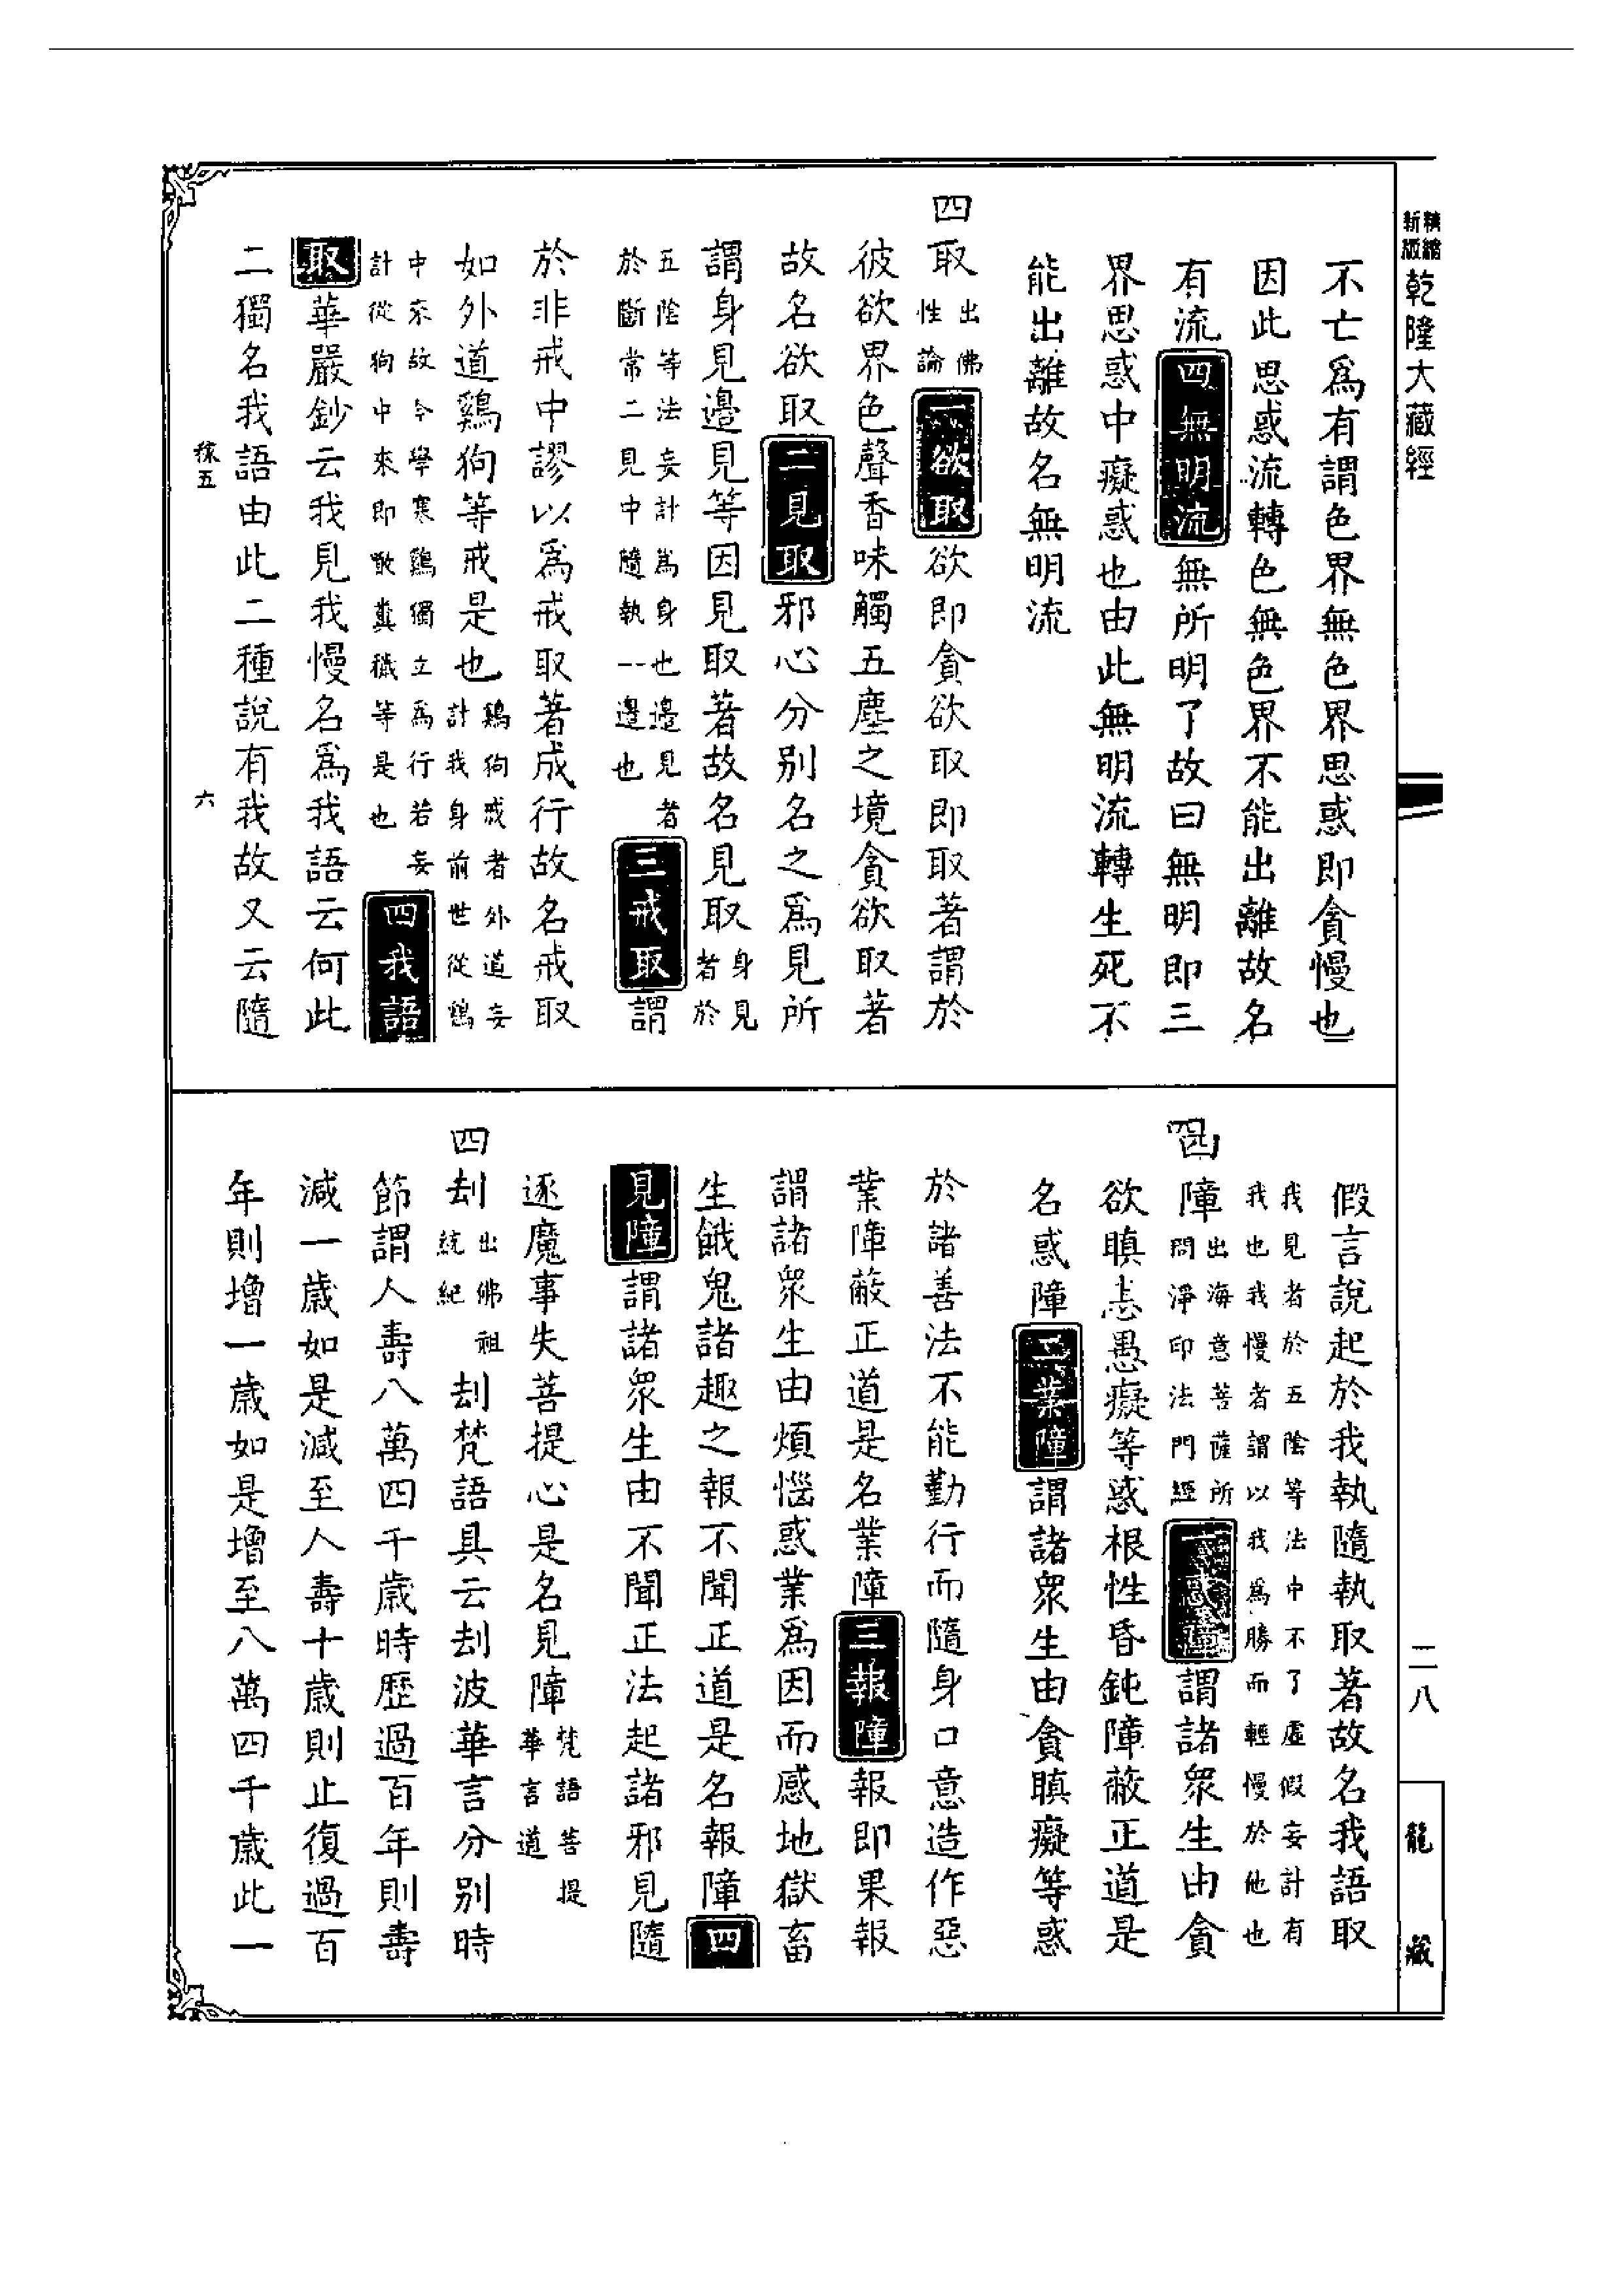 精縮新版乾隆大藏經
二八
龍藏
不亡為有謂色界無色界思惑即貪慢也
因此思惑流轉色無色界不能出離故名
有流四無明流無所明了故曰無明即三
界思惑中癡惑也由此無明流轉生死不
能出離故名無明流
四取出佛性論一欲取欲即貪欲取即取著謂於
彼欲界色聲香味觸五塵之境貪欲取著
故名欲取二見取邪心分別名之為見所
謂身見邊見等因見取著故名見取身見者於
五陰等法妄計為身也邊見者於斷常二見中隨執一邊也三戒取謂
於非戒中謬以為戒取著成行故名戒取
如外道鷄狗等戒是也鷄狗戒者外道妄計我身前世從鷄
中來故今學寒鷄獨立為行若妄計從狗中來即噉糞穢等是也四我語
取華嚴鈔云我見我慢名為我語云何此
二獨名我語由此二種說有我故又云隨
稼五
六
假言說起於我執隨執取著故名我語取
我見者於五陰等法中不了虛假妄計有我也我慢者謂以我為勝而輕慢於他也
四障出海意菩薩所問淨印法門經一惑障謂諸眾生由貪
欲瞋恚愚癡等惑根性昏鈍障蔽正道是
名惑障二業障謂諸眾生由貪瞋癡等惑
於諸善法不能勤行而隨身口意造作惡
業障蔽正道是名業障三報障報即果報
謂諸眾生由煩惱惑業為因而感地獄畜
生餓鬼諸趣之報不聞正道是名報障四
見障謂諸眾生由不聞正法起諸邪見隨
逐魔事失菩提心是名見障梵語菩提華言道
四刦出佛祖統紀刦梵語具云刦波華言分別時
節謂人壽八萬四千歲時歷過百年則壽
減一歲如是減至人壽十歲則止復過百
年則增一歲如是增至八萬四千歲此一